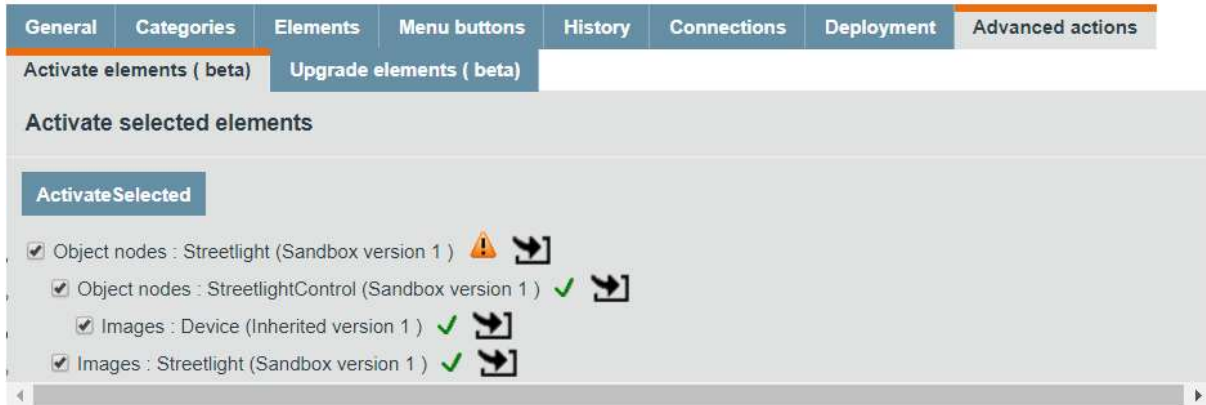 General Categories Elements Menu buttons History Connections Deployment Advanced actions
Activate elements ( beta) Upgrade elements ( beta)
Activate selected elements
ActivateSelected
Object nodes : Streetlight (Sandbox version 1 )
Object nodes : StreetlightControl (Sandbox version 1 )
Images : Device (Inherited version 1 )
Images : Streetlight (Sandbox version 1 )